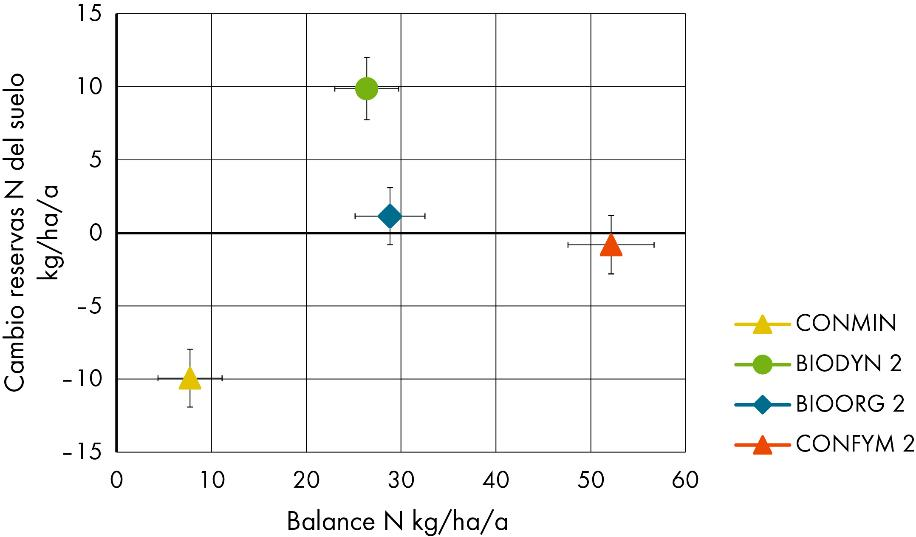 15
10
5
0
–5
–10
–15
Cambio reservas N del suelo
kg/ha/a
0 10 20 30 40 50 60
Balance N kg/ha/a
CONMIN
BIODYN 2
BIOORG 2
CONFYM 2